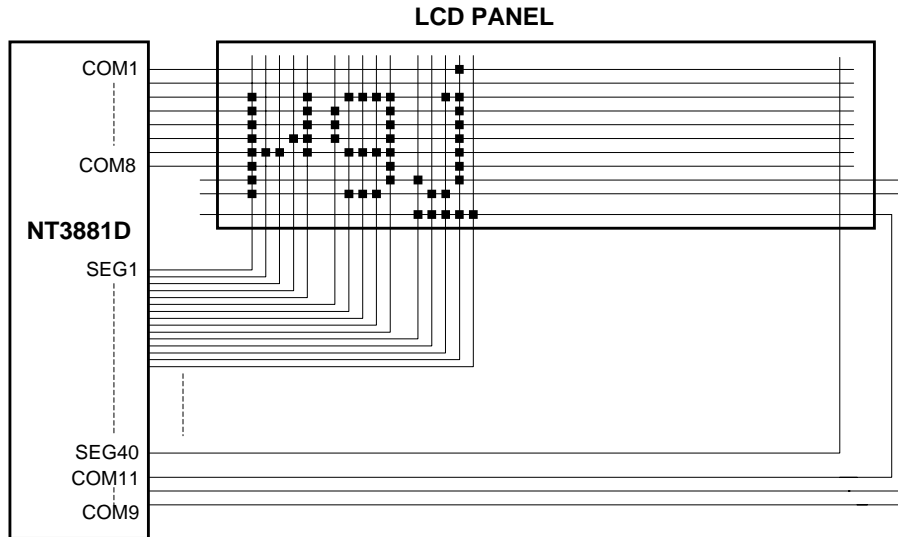 LCD PANEL
COM1
COM8
NT3881D
SEG1
SEG40
COM11
COM9